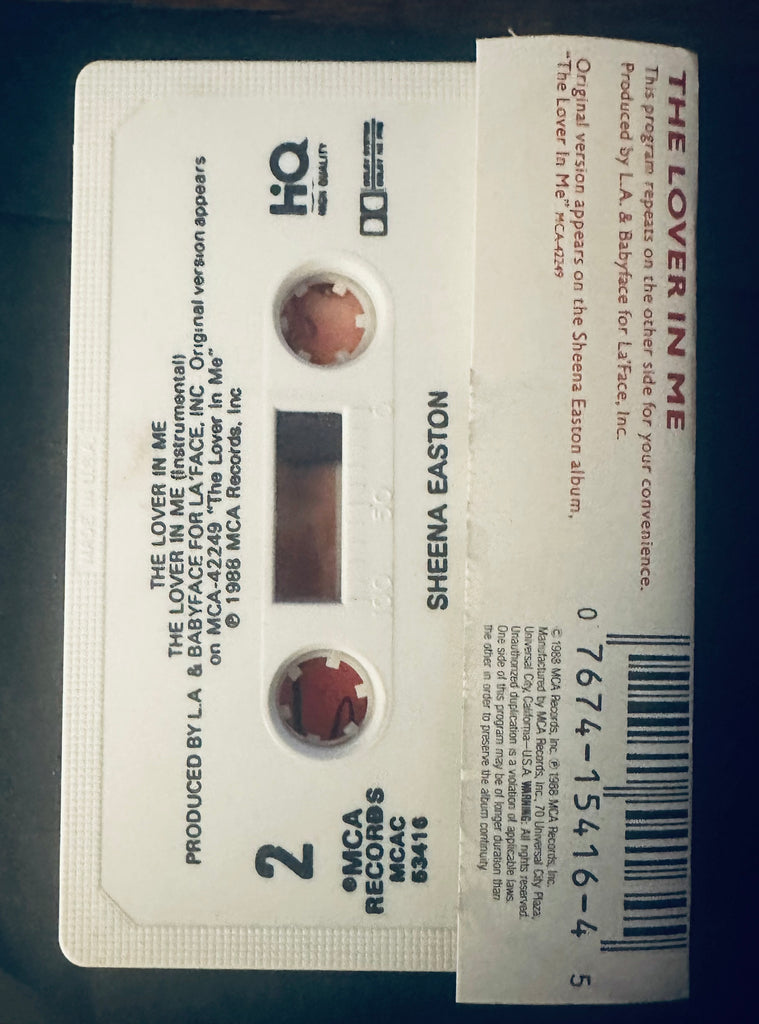 THE LOVER IN ME
This program repeats on the other side for your convenience.
Produced by L.A. & Babyface for La'Face, Inc.
Original version appears on the Sheena Easton album,
"The Lover In Me" MCA-42249
0 7674-15416-4 5
© 1988 MCA Records, Inc. ℗ 1988 MCA Records, Inc.
Manufactured by MCA Records, Inc., 70 Universal City Plaza,
Universal City, California—U.S.A. WARNING: All rights reserved.
Unauthorized duplication is a violation of applicable laws.
One side of this program may be of longer duration than
the other in order to preserve the album continuity.
THE LOVER IN ME
THE LOVER IN ME (Instrumental)
PRODUCED BY L.A & BABYFACE FOR LA'FACE, INC Original version appears
on MCA-42249 "The Lover In Me"
℗ 1988 MCA Records, Inc
HiQ
HIGH QUALITY
2
SHEENA EASTON
MCA
RECORDS
MCAC
53416